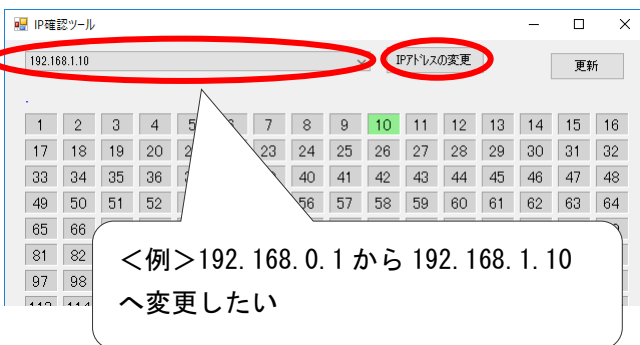 IP確認ツール
192.168.1.10 IPアドレスの変更 更新
1 2 3 4 5 7 8 9 10 11 12 13 14 15 16
17 18 19 20 23 24 25 26 27 28 29 30 31 32
33 34 35 36 40 41 42 43 44 45 46 47 48
49 50 51 52 56 57 58 59 60 61 62 63 64
65 66
81 82
97 98
<例>192.168.0.1から192.168.1.10
へ変更したい